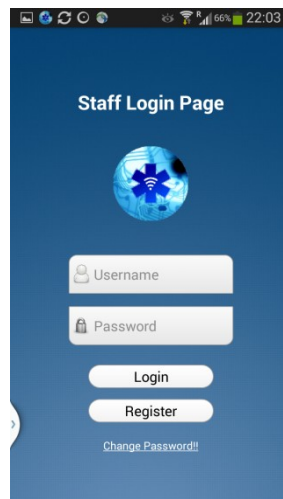 R 66% 22:03
Staff Login Page
Username
Password
Login
Register
Change Password!!